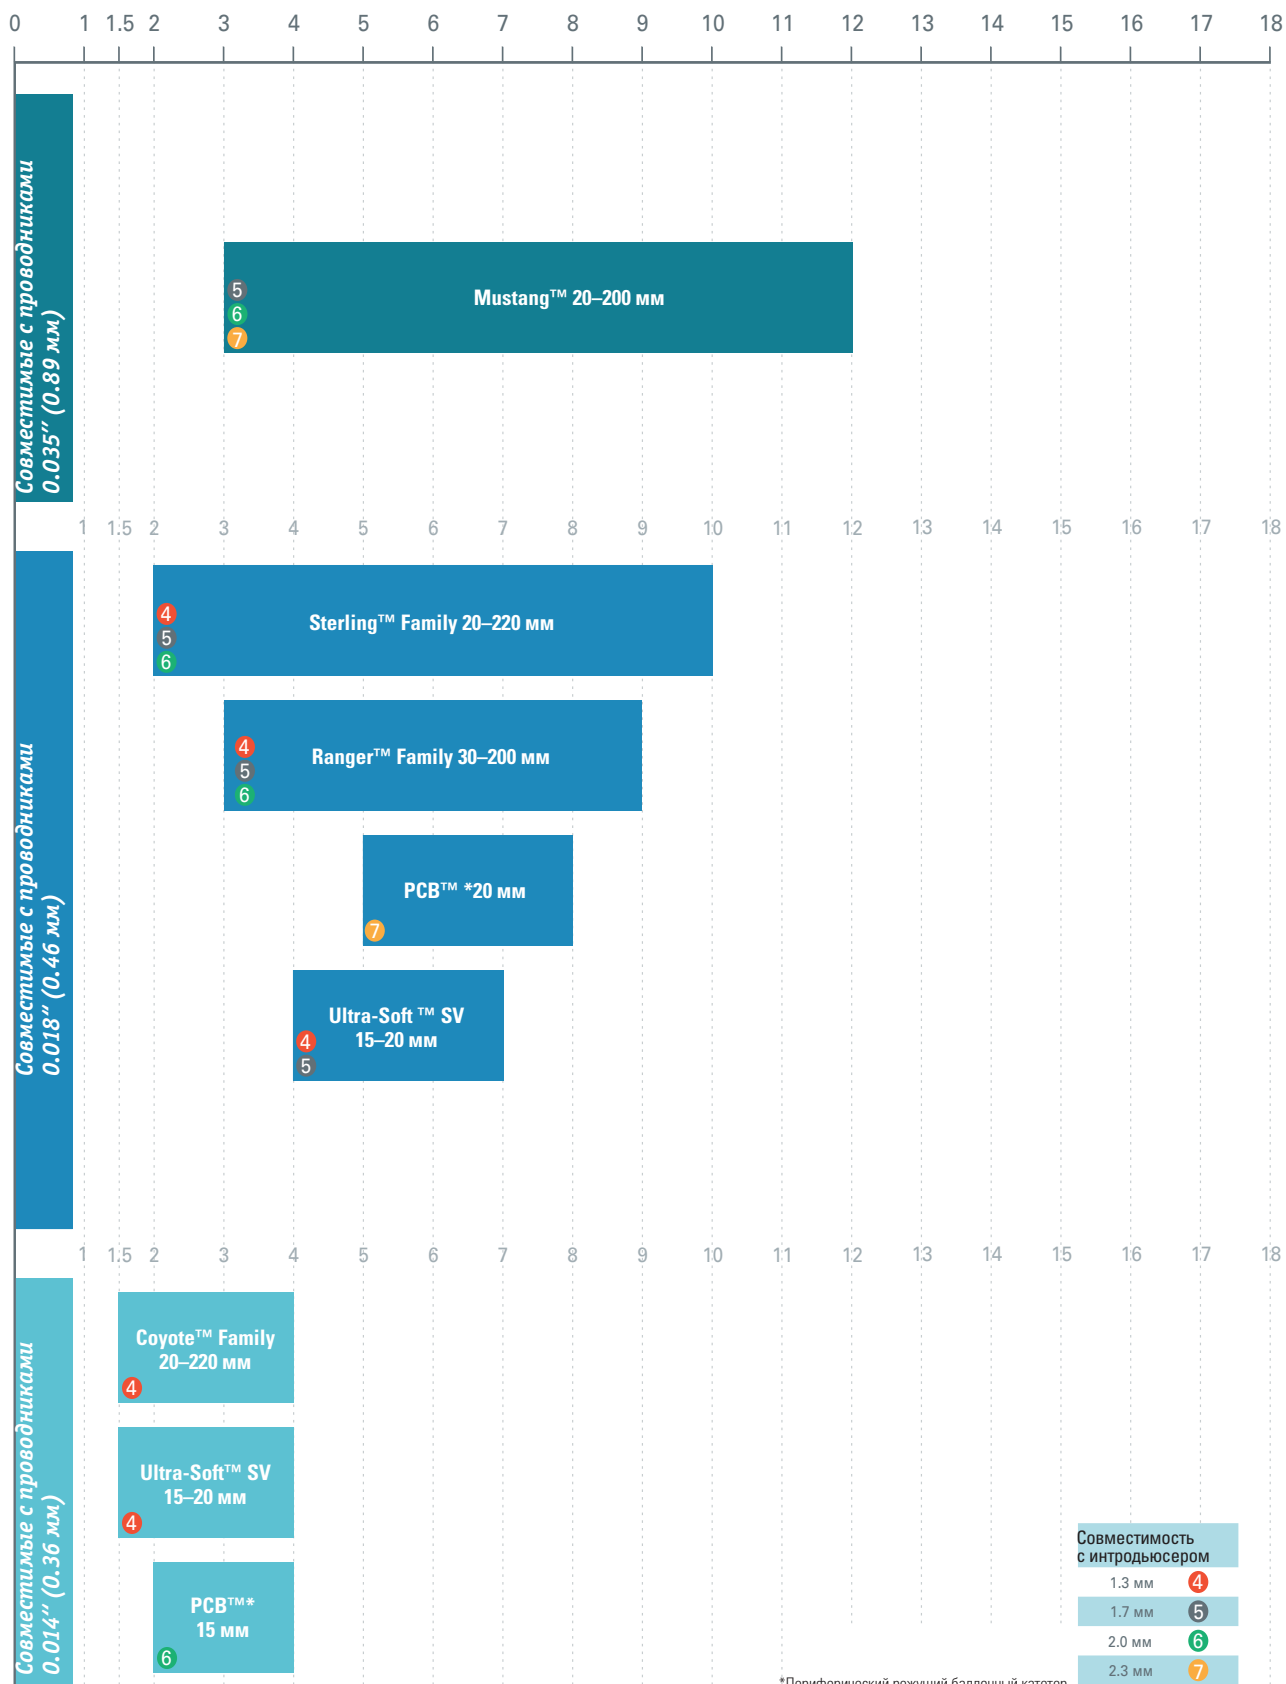 0 1 1.5 2 3 4 5 6 7 8 9 10 11 12 13 14 15 16 17 18
Совместимые с проводниками
0.035″ (0.89 мм)
Mustang™ 20–200 мм
5
6
7
1 1.5 2 3 4 5 6 7 8 9 10 11 12 13 14 15 16 17 18
Совместимые с проводниками
0.018″ (0.46 мм)
Sterling™ Family 20–220 мм
4
5
6
Ranger™ Family 30–200 мм
4
5
6
PCB™ *20 мм
7
Ultra-Soft ™ SV
15–20 мм
4
5
1 1.5 2 3 4 5 6 7 8 9 10 11 12 13 14 15 16 17 18
Совместимые с проводниками
0.014″ (0.36 мм)
Coyote™ Family
20–220 мм
4
Ultra-Soft™ SV
15–20 мм
4
PCB™*
15 мм
6
Совместимость
с интродьюсером
1.3 мм 4
1.7 мм 5
2.0 мм 6
2.3 мм 7
*Периферический режущий баллонный катетер